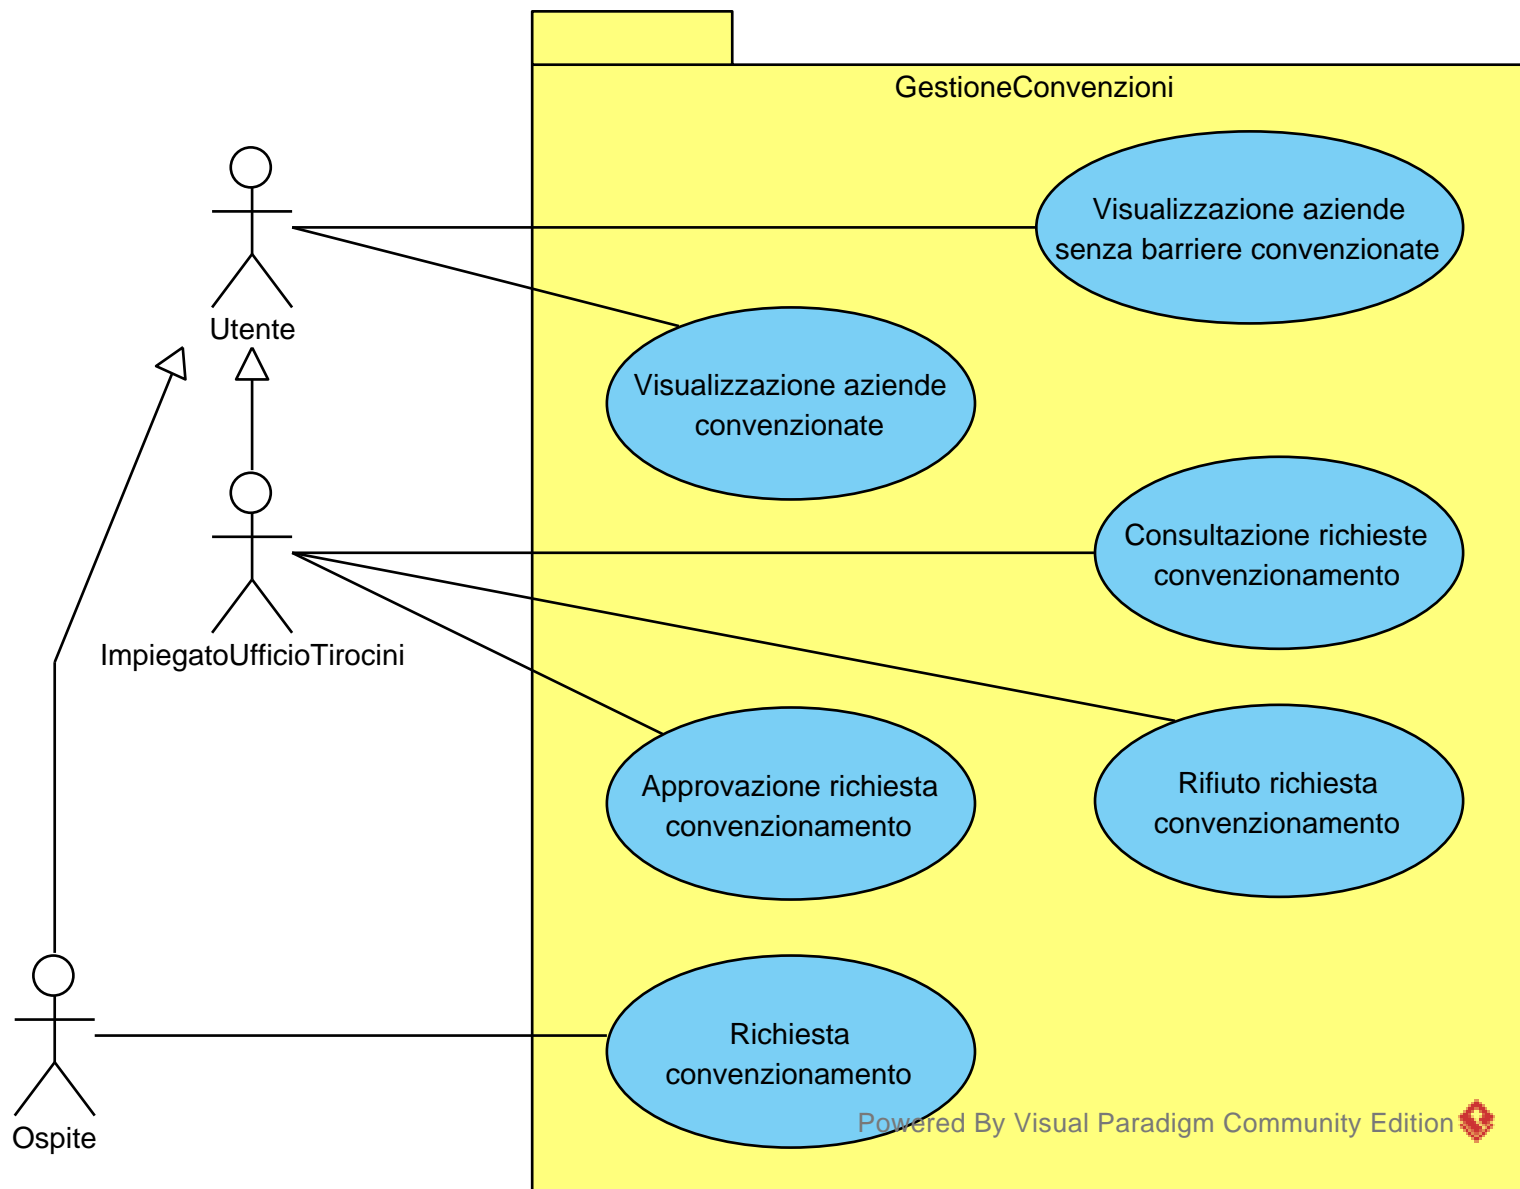 GestioneConvenzioni
Visualizzazione aziende
senza barriere convenzionate
Utente
Visualizzazione aziende
convenzionate
Consultazione richieste
convenzionamento
ImpiegatoUfficioTirocini
Approvazione richiesta
convenzionamento
Rifiuto richiesta
convenzionamento
Richiesta
convenzionamento
Powered By Visual Paradigm Community Edition
Ospite